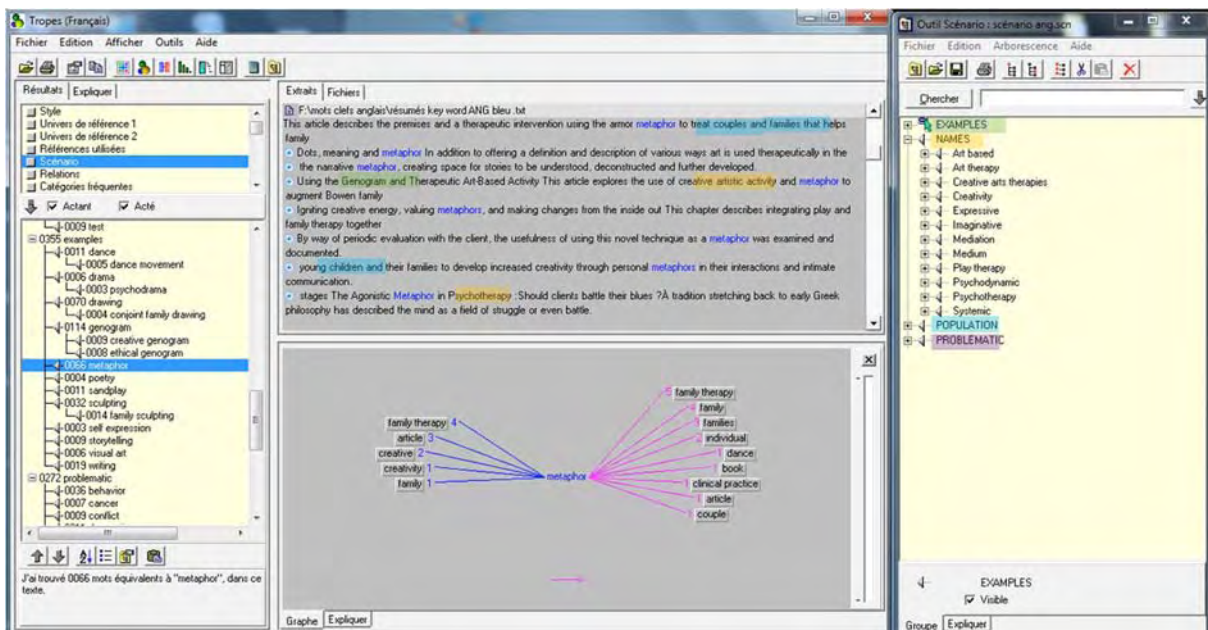 Tropes (Français)
Fichier Edition Afficher Outils Aide
Résultats Expliquer
Style
Univers de référence 1
Univers de référence 2
Références utilisées
Scénario
Relations
Catégories fréquentes
Actant Acté
0009 test
0355 examples
0011 dance
0005 dance movement
0006 drama
0003 psychodrama
0070 drawing
0004 conjoint family drawing
0114 genogram
0009 creative genogram
0008 ethical genogram
0066 metaphor
0004 poetry
0011 sandplay
0032 sculpting
0014 family sculpting
0003 self expression
0009 storytelling
0006 visual art
0019 writing
0272 problematic
0036 behavior
0007 cancer
0009 conflict
J'ai trouvé 0066 mots équivalents à "metaphor", dans ce
texte.
Extraits Fichiers
F:\mots clefs anglais\résumés key word ANG bleu .txt
This article describes the premises and a therapeutic intervention using the armor metaphor to treat couples and families that helps
family
Dots, meaning and metaphor In addition to offering a definition and description of various ways art is used therapeutically in the
the narrative metaphor, creating space for stories to be understood, deconstructed and further developed.
Using the Genogram and Therapeutic Art-Based Activity This article explores the use of creative artistic activity and metaphor to
augment Bowen family
Igniting creative energy, valuing metaphors, and making changes from the inside out This chapter describes integrating play and
family therapy together
By way of periodic evaluation with the client, the usefulness of using this novel technique as a metaphor was examined and
documented.
young children and their families to develop increased creativity through personal metaphors in their interactions and intimate
communication.
stages The Agonistic Metaphor in Psychotherapy :Should clients battle their blues ?À tradition stretching back to early Greek
philosophy has described the mind as a field of struggle or even battle.
family therapy 4
article 3
creative 2
creativity 1
family 1
metaphor
5 family therapy
4 family
3 families
2 individual
1 dance
1 book
1 clinical practice
1 article
1 couple
Graphe Expliquer
Outil Scénario : scénario ang.scn
Fichier Edition Arborescence Aide
Chercher
EXAMPLES
NAMES
Art based
Art therapy
Creative arts therapies
Creativity
Expressive
Imaginative
Mediation
Medium
Play therapy
Psychodynamic
Psychotherapy
Systemic
POPULATION
PROBLEMATIC
EXAMPLES
Visible
Groupe Expliquer